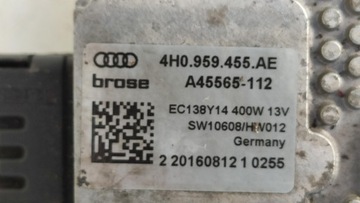 4H0.959.455.AE
brose A45565-112
EC138Y14 400W 13V
SW10608/HW012
Germany
2 20160812 1 0255